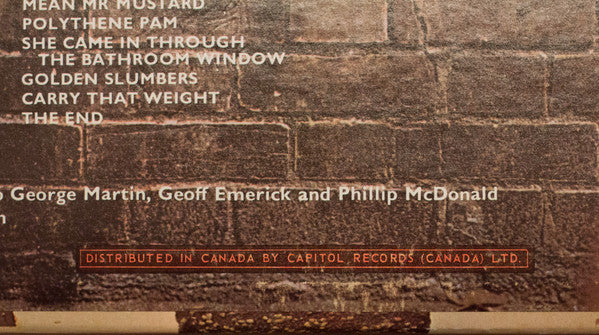 MEAN MR MUSTARD
POLYTHENE PAM
SHE CAME IN THROUGH
THE BATHROOM WINDOW
GOLDEN SLUMBERS
CARRY THAT WEIGHT
THE END
George Martin, Geoff Emerick and Phillip McDonald
DISTRIBUTED IN CANADA BY CAPITOL RECORDS (CANADA) LTD.